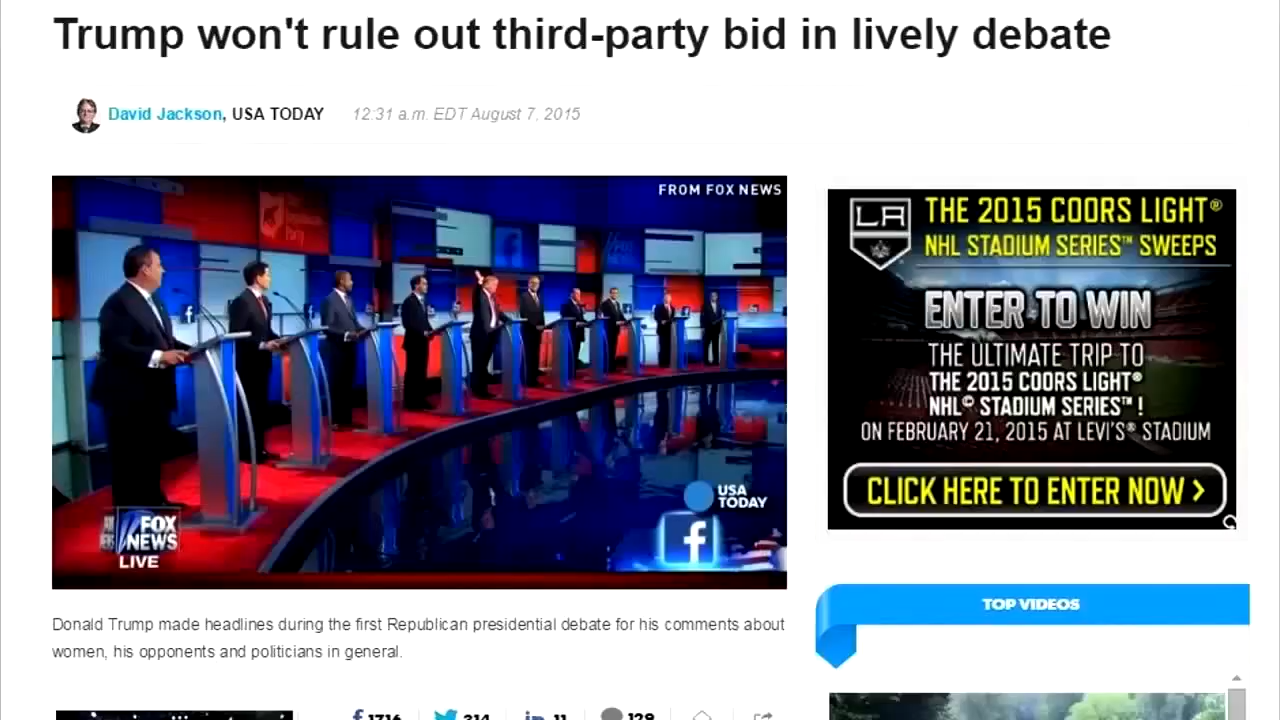 Trump won't rule out third-party bid in lively debate
David Jackson, USA TODAY 12:31 a.m. EDT August 7, 2015
FROM FOX NEWS
USA
TODAY
f
FOX
NEWS
LIVE
LA
THE 2015 COORS LIGHT®
NHL STADIUM SERIES™ SWEEPS
ENTER TO WIN
THE ULTIMATE TRIP TO
THE 2015 COORS LIGHT®
NHL© STADIUM SERIES™ !
ON FEBRUARY 21, 2015 AT LEVI'S® STADIUM
CLICK HERE TO ENTER NOW >
Donald Trump made headlines during the first Republican presidential debate for his comments about
women, his opponents and politicians in general.
TOP VIDEOS
f 1716 314 in 11 129